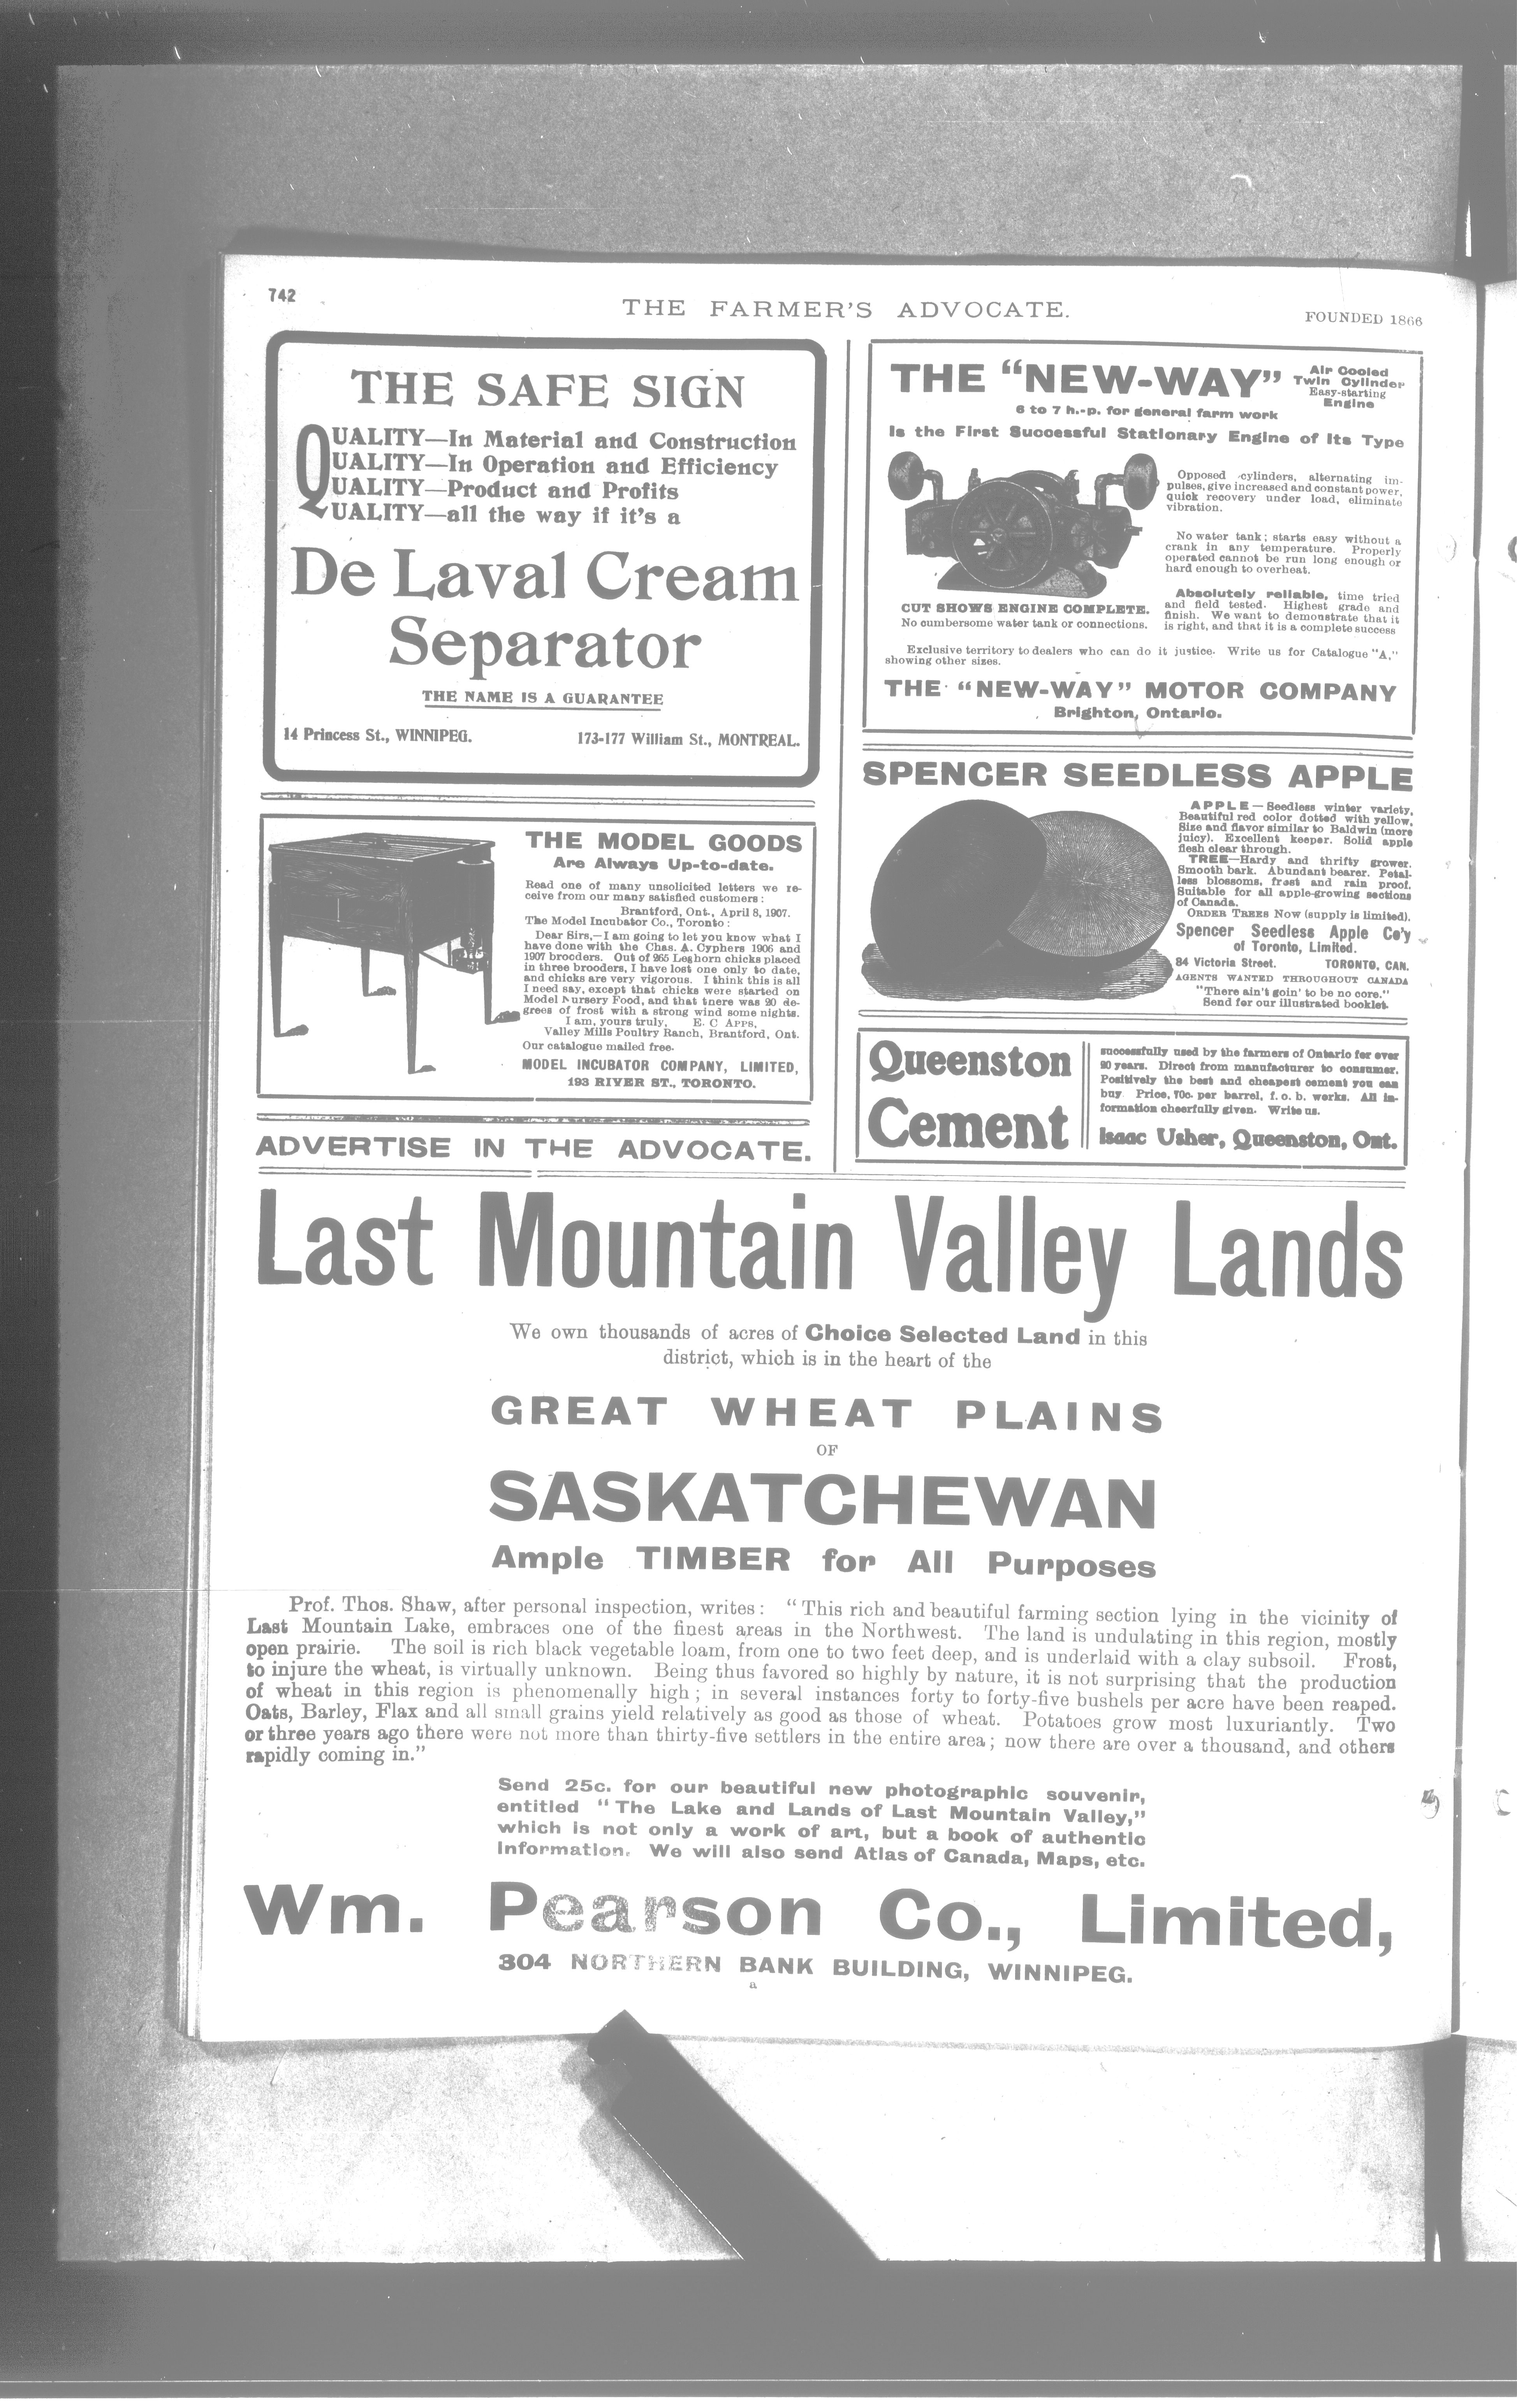 742
THE FARMER'S ADVOCATE.
FOUNDED 1866
THE SAFE SIGN
QUALITY—In Material and Construction
UALITY—In Operation and Efficiency
UALITY—Product and Profits
UALITY—all the way if it's a
De Laval Cream
Separator
THE NAME IS A GUARANTEE
14 Princess St., WINNIPEG.
173-177 William St., MONTREAL.
THE MODEL GOODS
Are Always Up-to-date.
Read one of many unsolicited letters we re-
ceive from our many satisfied customers :
Brantford, Ont., April 8, 1907.
The Model Incubator Co., Toronto :
Dear Sirs,—I am going to let you know what I
have done with the Chas. A. Cyphers 1906 and
1907 brooders. Out of 265 Leghorn chicks placed
in three brooders, I have lost one only to date,
and chicks are very vigorous. I think this is all
I need say, except that chicks were started on
Model Nursery Food, and that there was 20 de-
grees of frost with a strong wind some nights.
I am, yours truly, E. C APPS,
Valley Mills Poultry Ranch, Brantford, Ont.
Our catalogue mailed free.
MODEL INCUBATOR COMPANY, LIMITED,
193 RIVER ST., TORONTO.
ADVERTISE IN THE ADVOCATE.
THE "NEW-WAY"
Air Cooled
Twin Cylinder
Easy-starting
Engine
6 to 7 h.-p. for general farm work
Is the First Successful Stationary Engine of Its Type
Opposed cylinders, alternating im-
pulses, give increased and constant power,
quick recovery under load, eliminate
vibration.
No water tank ; starts easy without a
crank in any temperature. Properly
operated cannot be run long enough or
hard enough to overheat.
Absolutely reliable, time tried
and field tested. Highest grade and
finish. We want to demonstrate that it
is right, and that it is a complete success
CUT SHOWS ENGINE COMPLETE.
No cumbersome water tank or connections.
Exclusive territory to dealers who can do it justice. Write us for Catalogue "A,"
showing other sizes.
THE "NEW-WAY" MOTOR COMPANY
Brighton, Ontario.
SPENCER SEEDLESS APPLE
APPLE—Seedless winter variety,
Beautiful red color dotted with yellow,
Size and flavor similar to Baldwin (more
juicy). Excellent keeper. Solid apple
flesh clear through.
TREE—Hardy and thrifty grower.
Smooth bark. Abundant bearer. Petal-
less blossoms, frost and rain proof.
Suitable for all apple-growing sections
of Canada.
ORDER TREES NOW (supply is limited).
Spencer Seedless Apple Co'y
of Toronto, Limited.
84 Victoria Street. TORONTO, CAN.
AGENTS WANTED THROUGHOUT CANADA
"There ain't goin' to be no core."
Send for our illustrated booklet.
Queenston
Cement
successfully used by the farmers of Ontario for over
20 years. Direct from manufacturer to consumer.
Positively the best and cheapest cement you can
buy Price, 70c. per barrel, f. o. b. works. All in-
formation cheerfully given. Write us.
Isaac Usher, Queenston, Ont.
Last Mountain Valley Lands
We own thousands of acres of Choice Selected Land in this
district, which is in the heart of the
GREAT WHEAT PLAINS
OF
SASKATCHEWAN
Ample TIMBER for All Purposes
Prof. Thos. Shaw, after personal inspection, writes : "This rich and beautiful farming section lying in the vicinity of
Last Mountain Lake, embraces one of the finest areas in the Northwest. The land is undulating in this region, mostly
open prairie. The soil is rich black vegetable loam, from one to two feet deep, and is underlaid with a clay subsoil. Frost,
to injure the wheat, is virtually unknown. Being thus favored so highly by nature, it is not surprising that the production
of wheat in this region is phenomenally high ; in several instances forty to forty-five bushels per acre have been reaped.
Oats, Barley, Flax and all small grains yield relatively as good as those of wheat. Potatoes grow most luxuriantly. Two
or three years ago there were not more than thirty-five settlers in the entire area ; now there are over a thousand, and others
rapidly coming in."
Send 25c. for our beautiful new photographic souvenir,
entitled "The Lake and Lands of Last Mountain Valley,"
which is not only a work of art, but a book of authentic
Information. We will also send Atlas of Canada, Maps, etc.
Wm. Pearson Co., Limited,
304 NORTHERN BANK BUILDING, WINNIPEG.
a